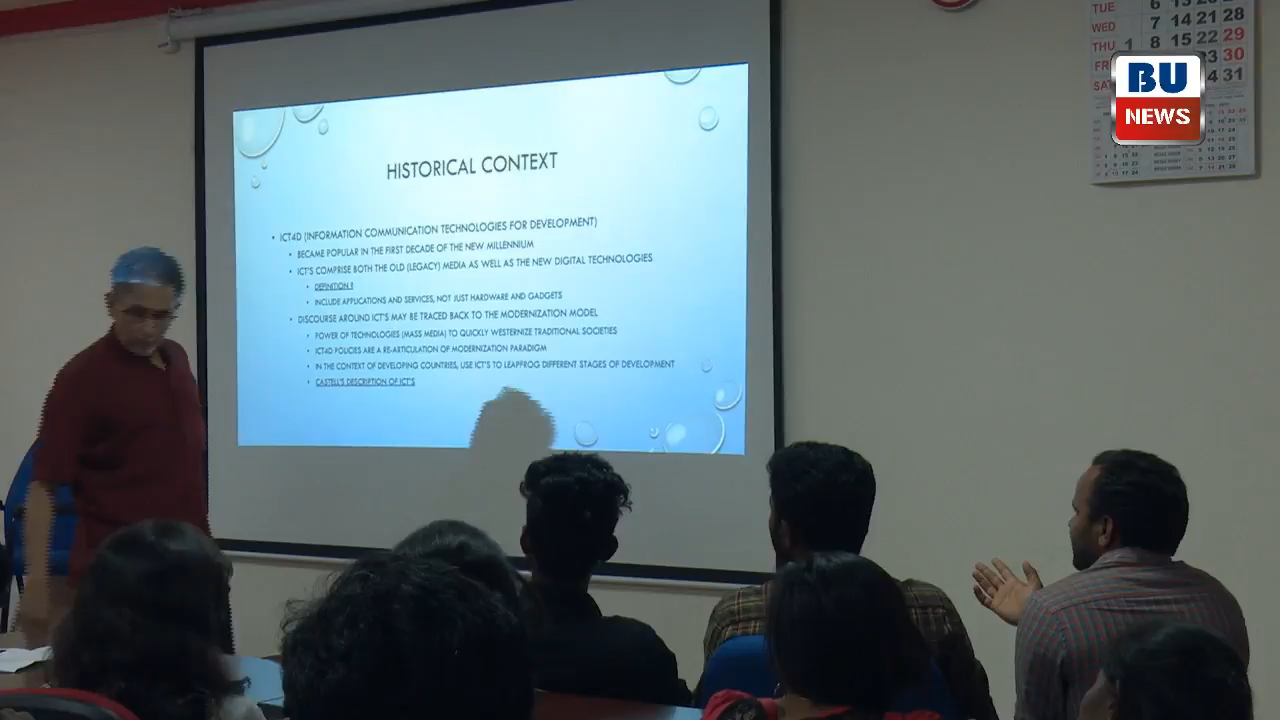 TUE 6 13 20 27
WED 7 14 21 28
THU 1 8 15 22 29
23 30
SAT 24 31
BU
NEWS
HISTORICAL CONTEXT
• ICT4D (INFORMATION COMMUNICATION TECHNOLOGIES FOR DEVELOPMENT)
• BECAME POPULAR IN THE FIRST DECADE OF THE NEW MILLENNIUM
• ICT'S COMPRISE BOTH THE OLD (LEGACY) MEDIA AS WELL AS THE NEW DIGITAL TECHNOLOGIES
• DEFINITION 1
• INCLUDE APPLICATIONS AND SERVICES, NOT JUST HARDWARE AND GADGETS
• DISCOURSE AROUND ICT'S MAY BE TRACED BACK TO THE MODERNIZATION MODEL
• POWER OF TECHNOLOGIES (MASS MEDIA) TO QUICKLY WESTERNIZE TRADITIONAL SOCIETIES
• ICT4D POLICIES ARE A RE-ARTICULATION OF MODERNIZATION PARADIGM
• IN THE CONTEXT OF DEVELOPING COUNTRIES, USE ICT'S TO LEAPFROG DIFFERENT STAGES OF DEVELOPMENT
• CASTELL'S DESCRIPTION OF ICT'S